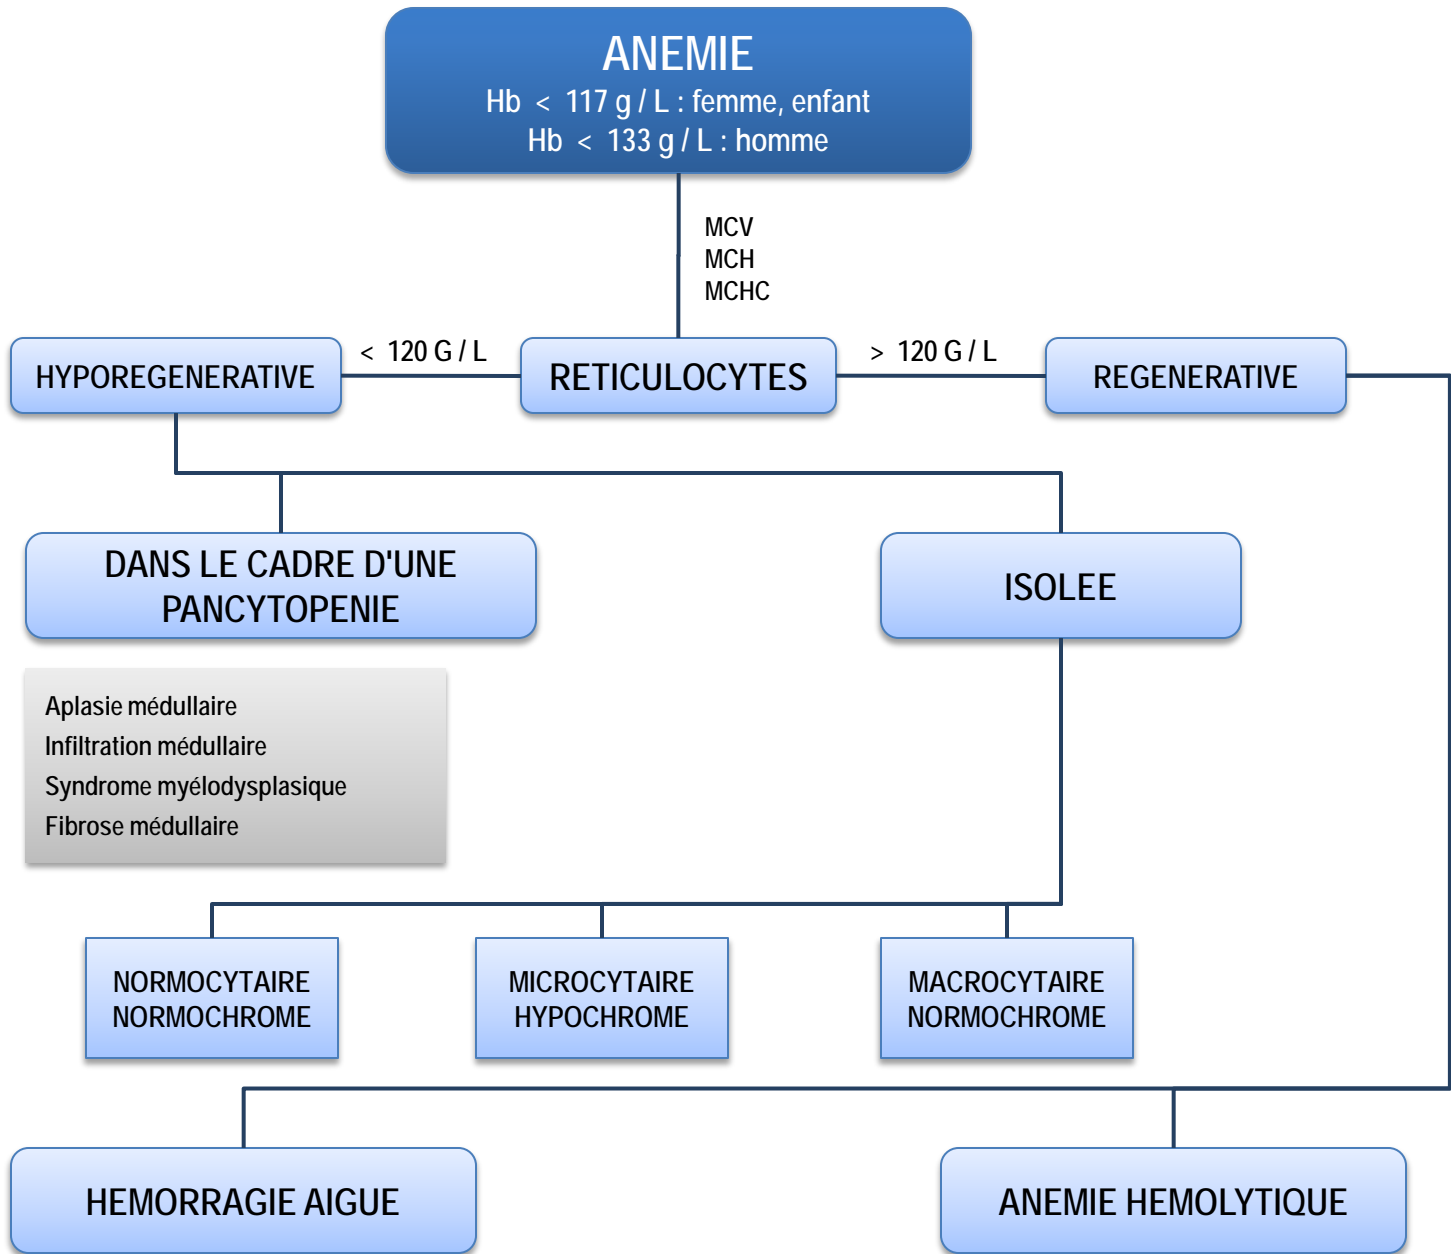 ANEMIE
Hb < 117 g / L : femme, enfant
Hb < 133 g / L : homme
MCV
MCH
MCHC
< 120 G / L
> 120 G / L
HYPOREGENERATIVE
RETICULOCYTES
REGENERATIVE
DANS LE CADRE D'UNE
PANCYTOPENIE
ISOLEE
Aplasie médullaire
Infiltration médullaire
Syndrome myélodysplasique
Fibrose médullaire
NORMOCYTAIRE
NORMOCHROME
MICROCYTAIRE
HYPOCHROME
MACROCYTAIRE
NORMOCHROME
HEMORRAGIE AIGUE
ANEMIE HEMOLYTIQUE